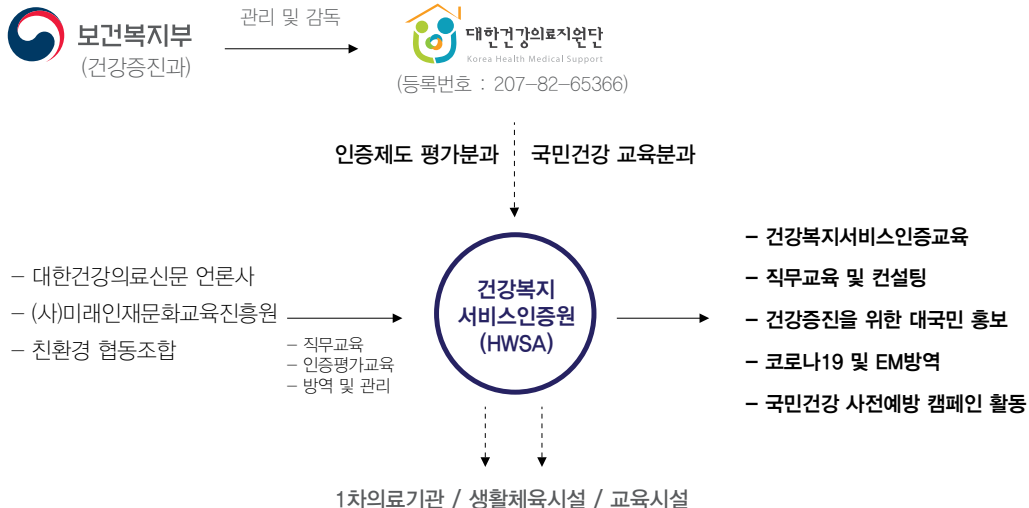 보건복지부
(건강증진과)
관리 및 감독
대한건강의료지원단
Korea Health Medical Support
(등록번호 : 207-82-65366)
인증제도 평가분과
국민건강 교육분과
– 대한건강의료신문 언론사
– (사)미래인재문화교육진흥원
– 친환경 협동조합
– 직무교육
– 인증평가교육
– 방역 및 관리
건강복지
서비스인증원
(HWSA)
– 건강복지서비스인증교육
– 직무교육 및 컨설팅
– 건강증진을 위한 대국민 홍보
– 코로나19 및 EM방역
– 국민건강 사전예방 캠페인 활동
1차의료기관 / 생활체육시설 / 교육시설